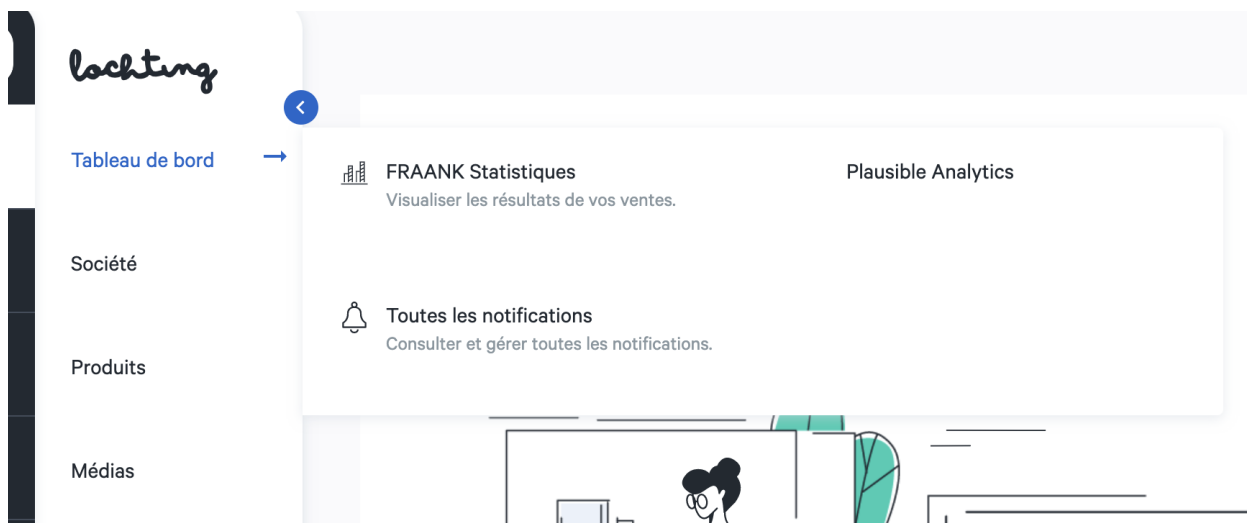 lochting
Tableau de bord
Société
Produits
Médias
FRAANK Statistiques
Visualiser les résultats de vos ventes.
Plausible Analytics
Toutes les notifications
Consulter et gérer toutes les notifications.